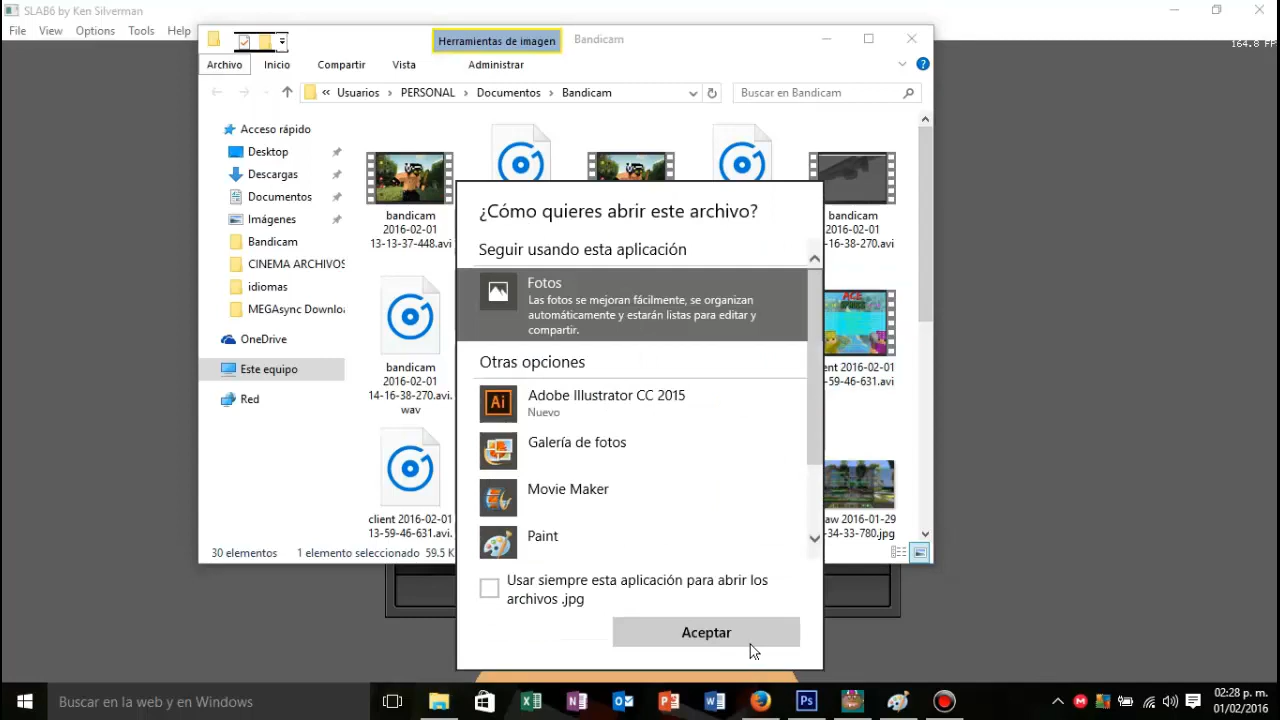 SLAB6 by Ken Silverman
File View Options Tools Help
164.8 FP
Herramientas de imagen
Bandicam
Archivo Inicio Compartir Vista Administrar
« Usuarios > PERSONAL > Documentos > Bandicam
Buscar en Bandicam
Acceso rápido
Desktop
Descargas
Documentos
Imágenes
Bandicam
CINEMA ARCHIVOS
idiomas
MEGAsync Downloa
OneDrive
Este equipo
Red
bandicam
2016-02-01
13-13-37-448.avi
bandicam
2016-02-01
14-16-38-270.avi.
wav
client 2016-02-01
13-59-46-631.avi.
bandicam
2016-02-01
-16-38-270.avi
ent 2016-02-01
-59-46-631.avi
aw 2016-01-29
-34-33-780.jpg
30 elementos 1 elemento seleccionado 59.5 K
¿Cómo quieres abrir este archivo?
Seguir usando esta aplicación
Fotos
Las fotos se mejoran fácilmente, se organizan
automáticamente y estarán listas para editar y
compartir.
Otras opciones
Adobe Illustrator CC 2015
Nuevo
Galería de fotos
Movie Maker
Paint
Usar siempre esta aplicación para abrir los
archivos .jpg
Aceptar
Buscar en la web y en Windows
02:28 p. m.
01/02/2016